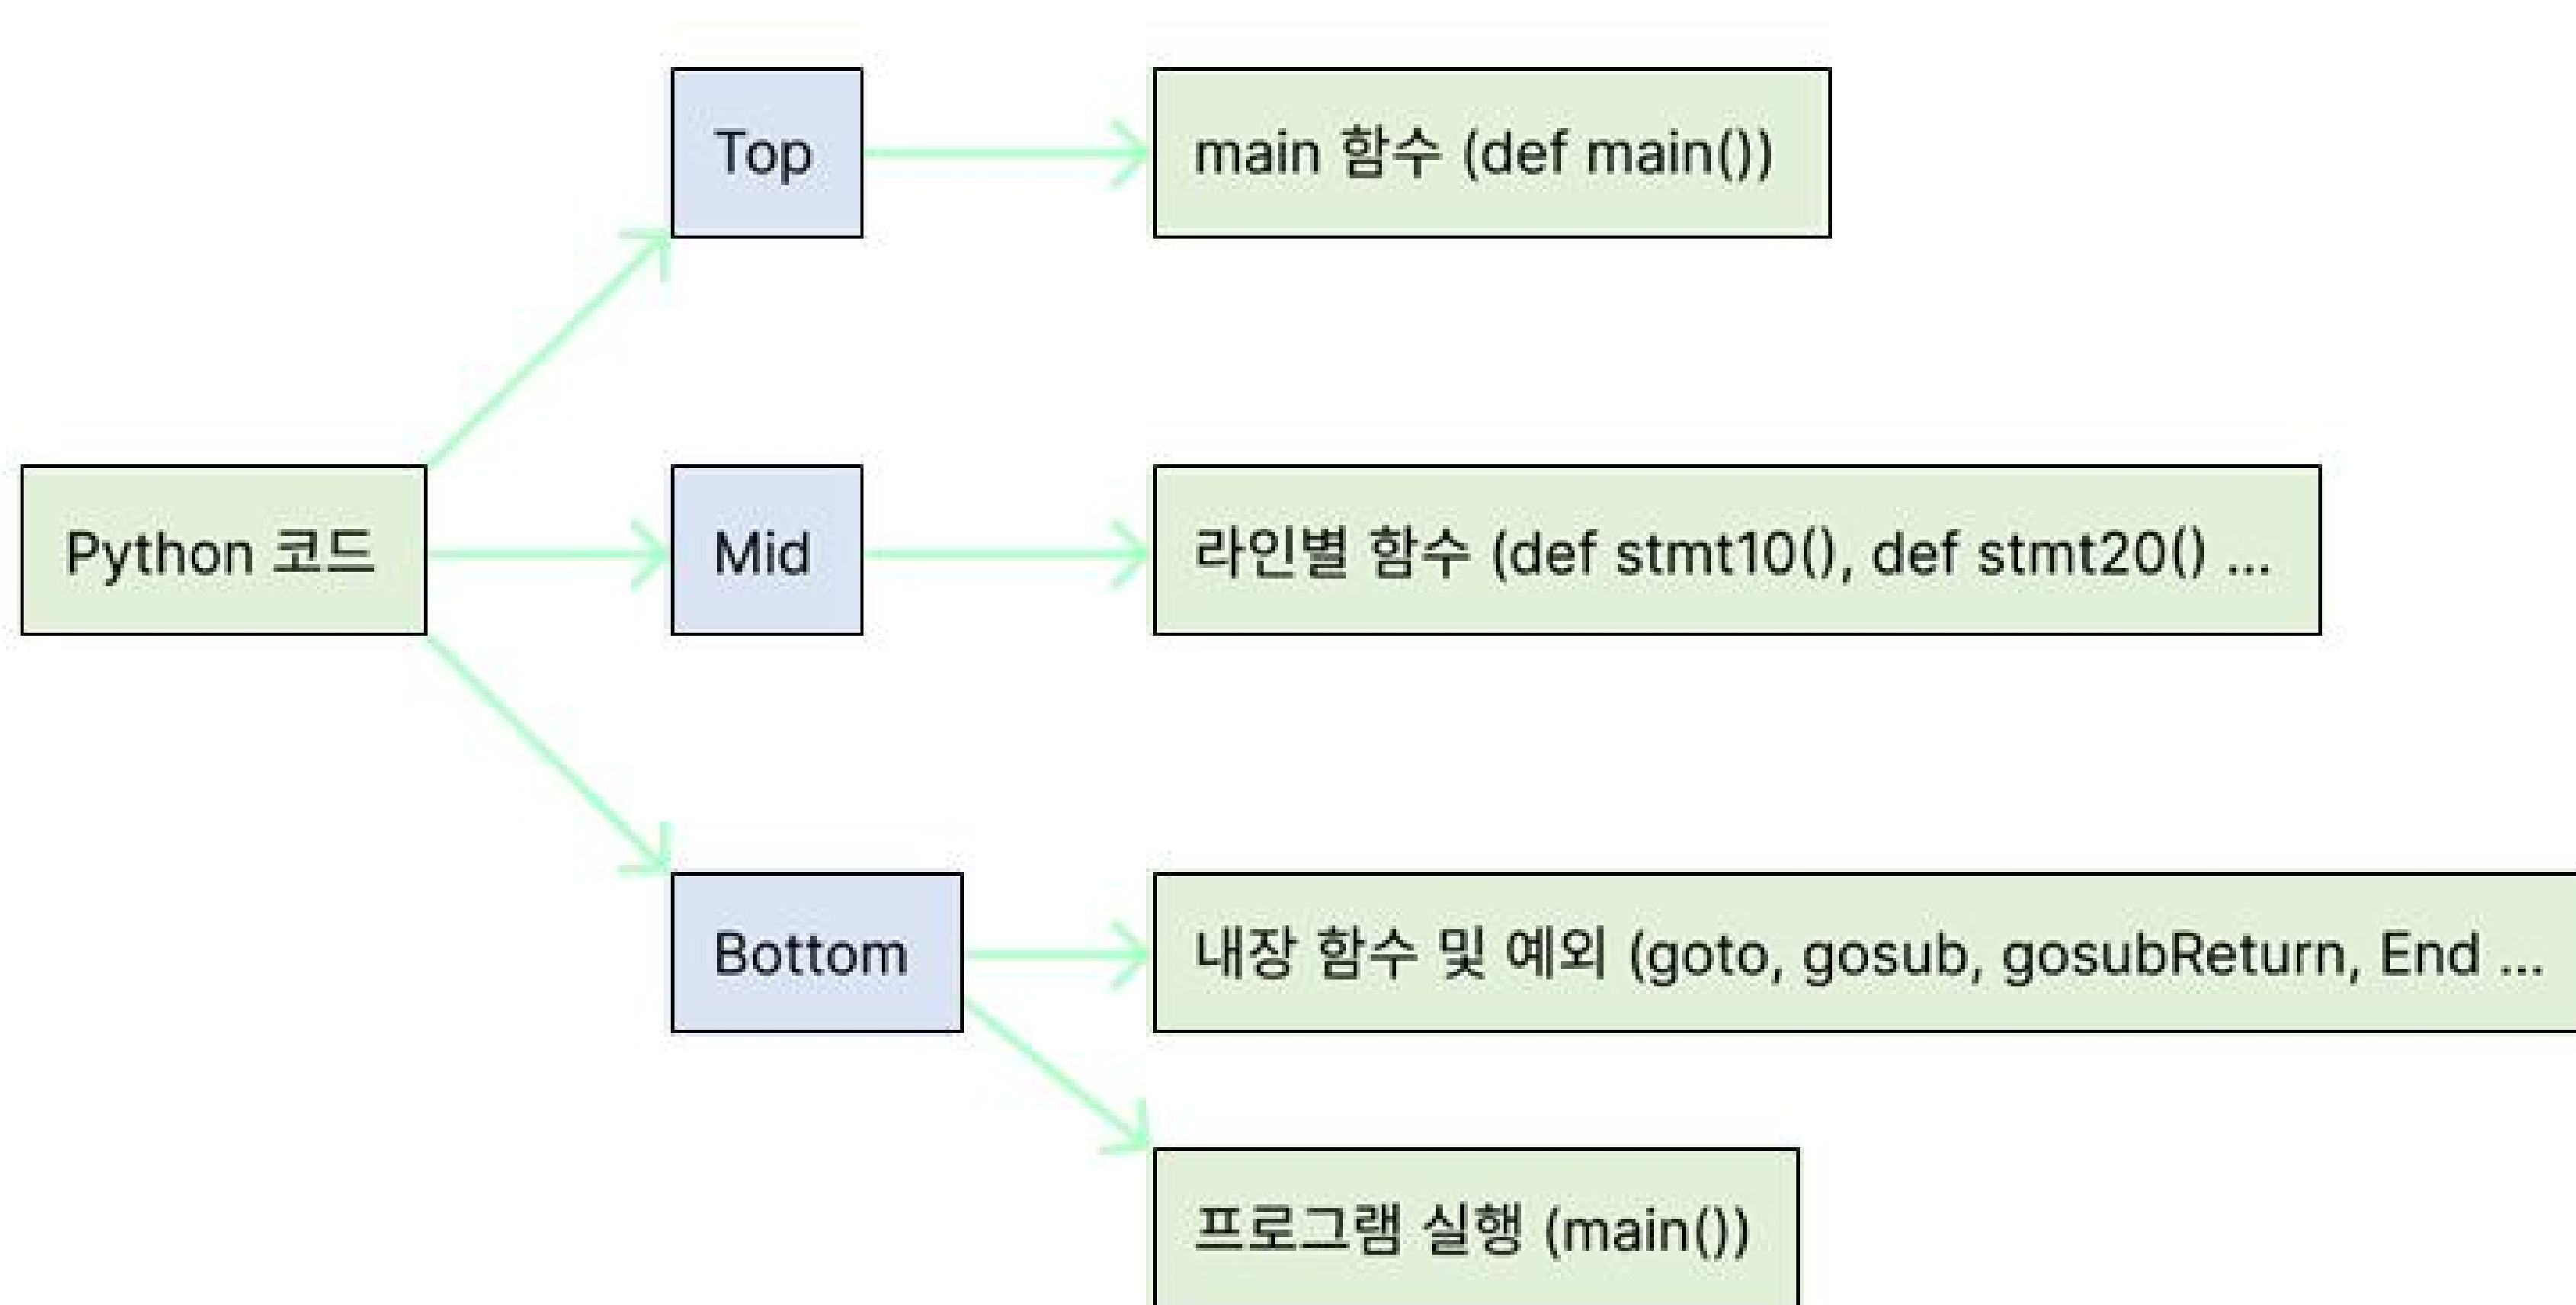 Top
main 함수 (def main())
Python 코드
Mid
라인별 함수 (def stmt10(), def stmt20() ...
Bottom
내장 함수 및 예외 (goto, gosub, gosubReturn, End ...
프로그램 실행 (main())